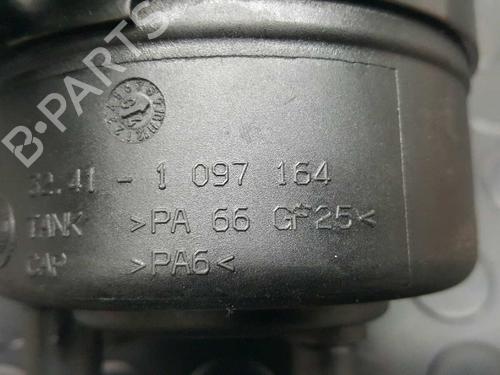 B-PARTS
32.41 - 1 097 164
TANK >PA 66 GF25<
CAP >PA6<